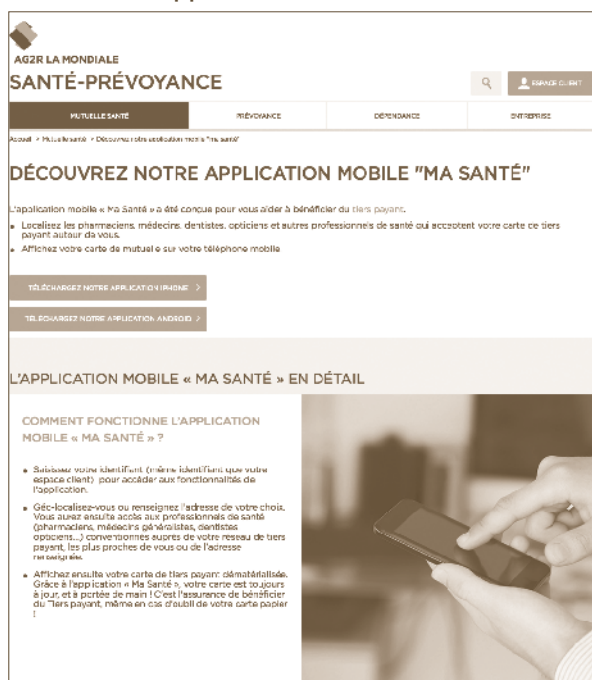 AG2R LA MONDIALE
SANTÉ-PRÉVOYANCE
ESPACE CLIENT
MUTUELLE SANTÉ PRÉVOYANCE DÉPENDANCE ENTREPRISE
Accueil > Mutuelle santé > Découvrez notre application mobile "ma santé"
DÉCOUVREZ NOTRE APPLICATION MOBILE "MA SANTÉ"
L'application mobile « Ma Santé » a été conçue pour vous aider à bénéficier du tiers payant.
Localisez les pharmaciens, médecins, dentistes, opticiens et autres professionnels de santé qui acceptent votre carte de tiers
payant autour de vous.
Affichez votre carte de mutuelle sur votre téléphone mobile
TÉLÉCHARGEZ NOTRE APPLICATION IPHONE >
TÉLÉCHARGEZ NOTRE APPLICATION ANDROID >
L'APPLICATION MOBILE « MA SANTÉ » EN DÉTAIL
COMMENT FONCTIONNE L'APPLICATION
MOBILE « MA SANTÉ » ?
Saisissez votre identifiant (même identifiant que votre
espace client) pour accéder aux fonctionnalités de
l'application.
Géo-localisez-vous ou renseignez l'adresse de votre choix.
Vous aurez ensuite accès aux professionnels de santé
(pharmaciens, médecins généralistes, dentistes
opticiens...) conventionnés auprès de votre réseau de tiers
payant, les plus proches de vous ou de l'adresse
renseignée.
Affichez ensuite votre carte de tiers payant dématérialisée.
Grâce à l'application « Ma Santé », votre carte est toujours
à jour, et à portée de main ! C'est l'assurance de bénéficier
du Tiers payant, même en cas d'oubli de votre carte papier
!